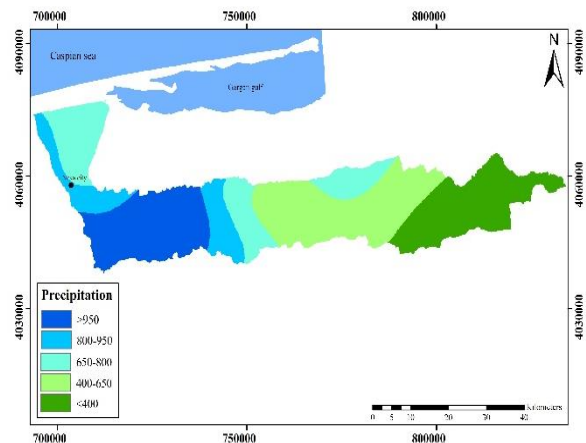 700000 750000 800000
4090000 4090000
Caspian sea
N
Gorgan gulf
4060000 4060000
city
4030000 4030000
Precipitation
>950
800-950
650-800
400-650
<400
kilometers
0 5 10 20 30 40
700000 750000 800000